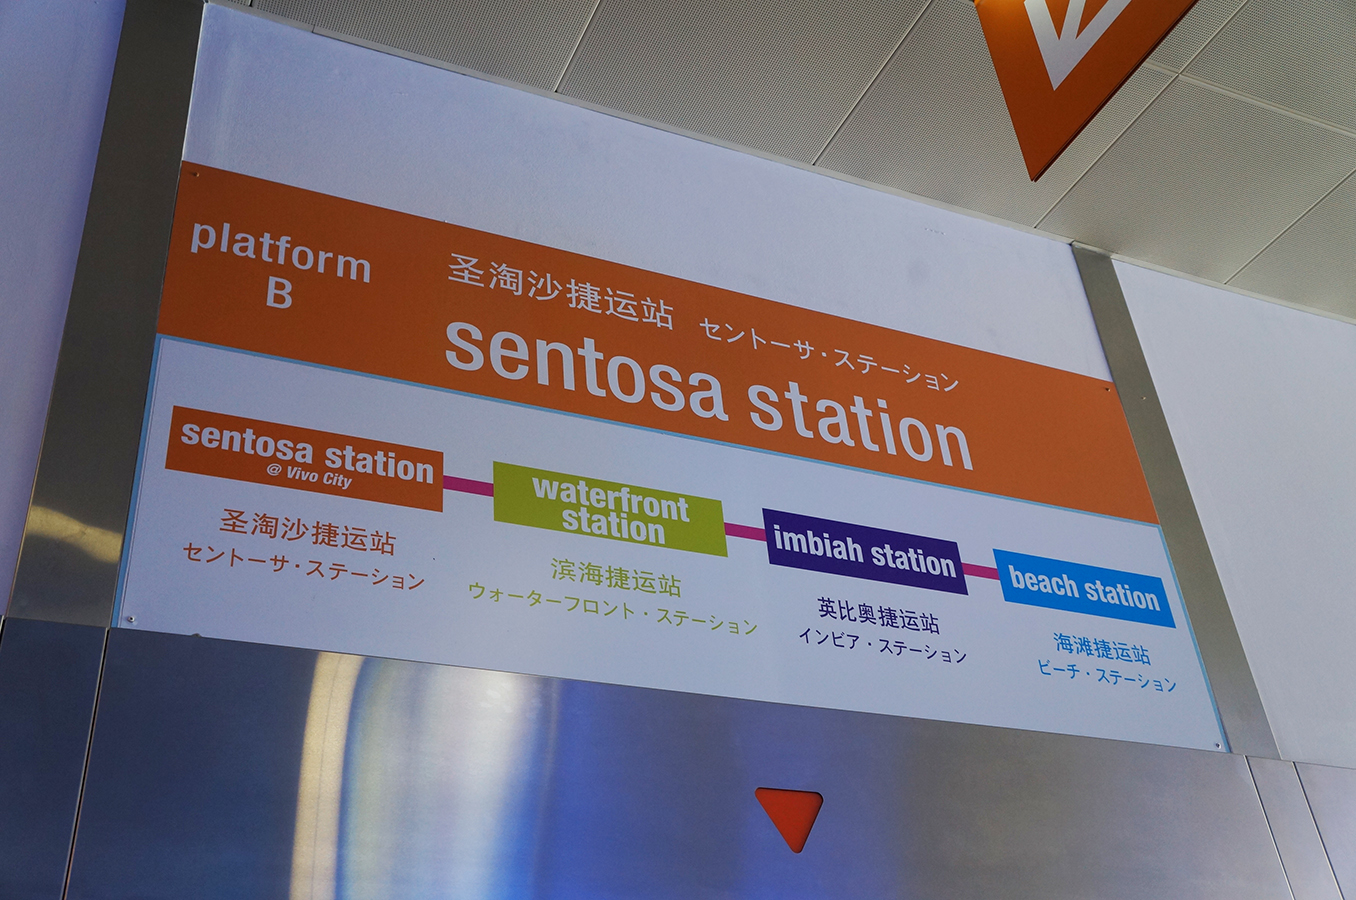 platform
B
圣淘沙捷运站 セントーサ・ステーション
sentosa station
sentosa station
@ Vivo City
圣淘沙捷运站
セントーサ・ステーション
waterfront
station
滨海捷运站
ウォーターフロント・ステーション
imbiah station
英比奥捷运站
インビア・ステーション
beach station
海滩捷运站
ビーチ・ステーション